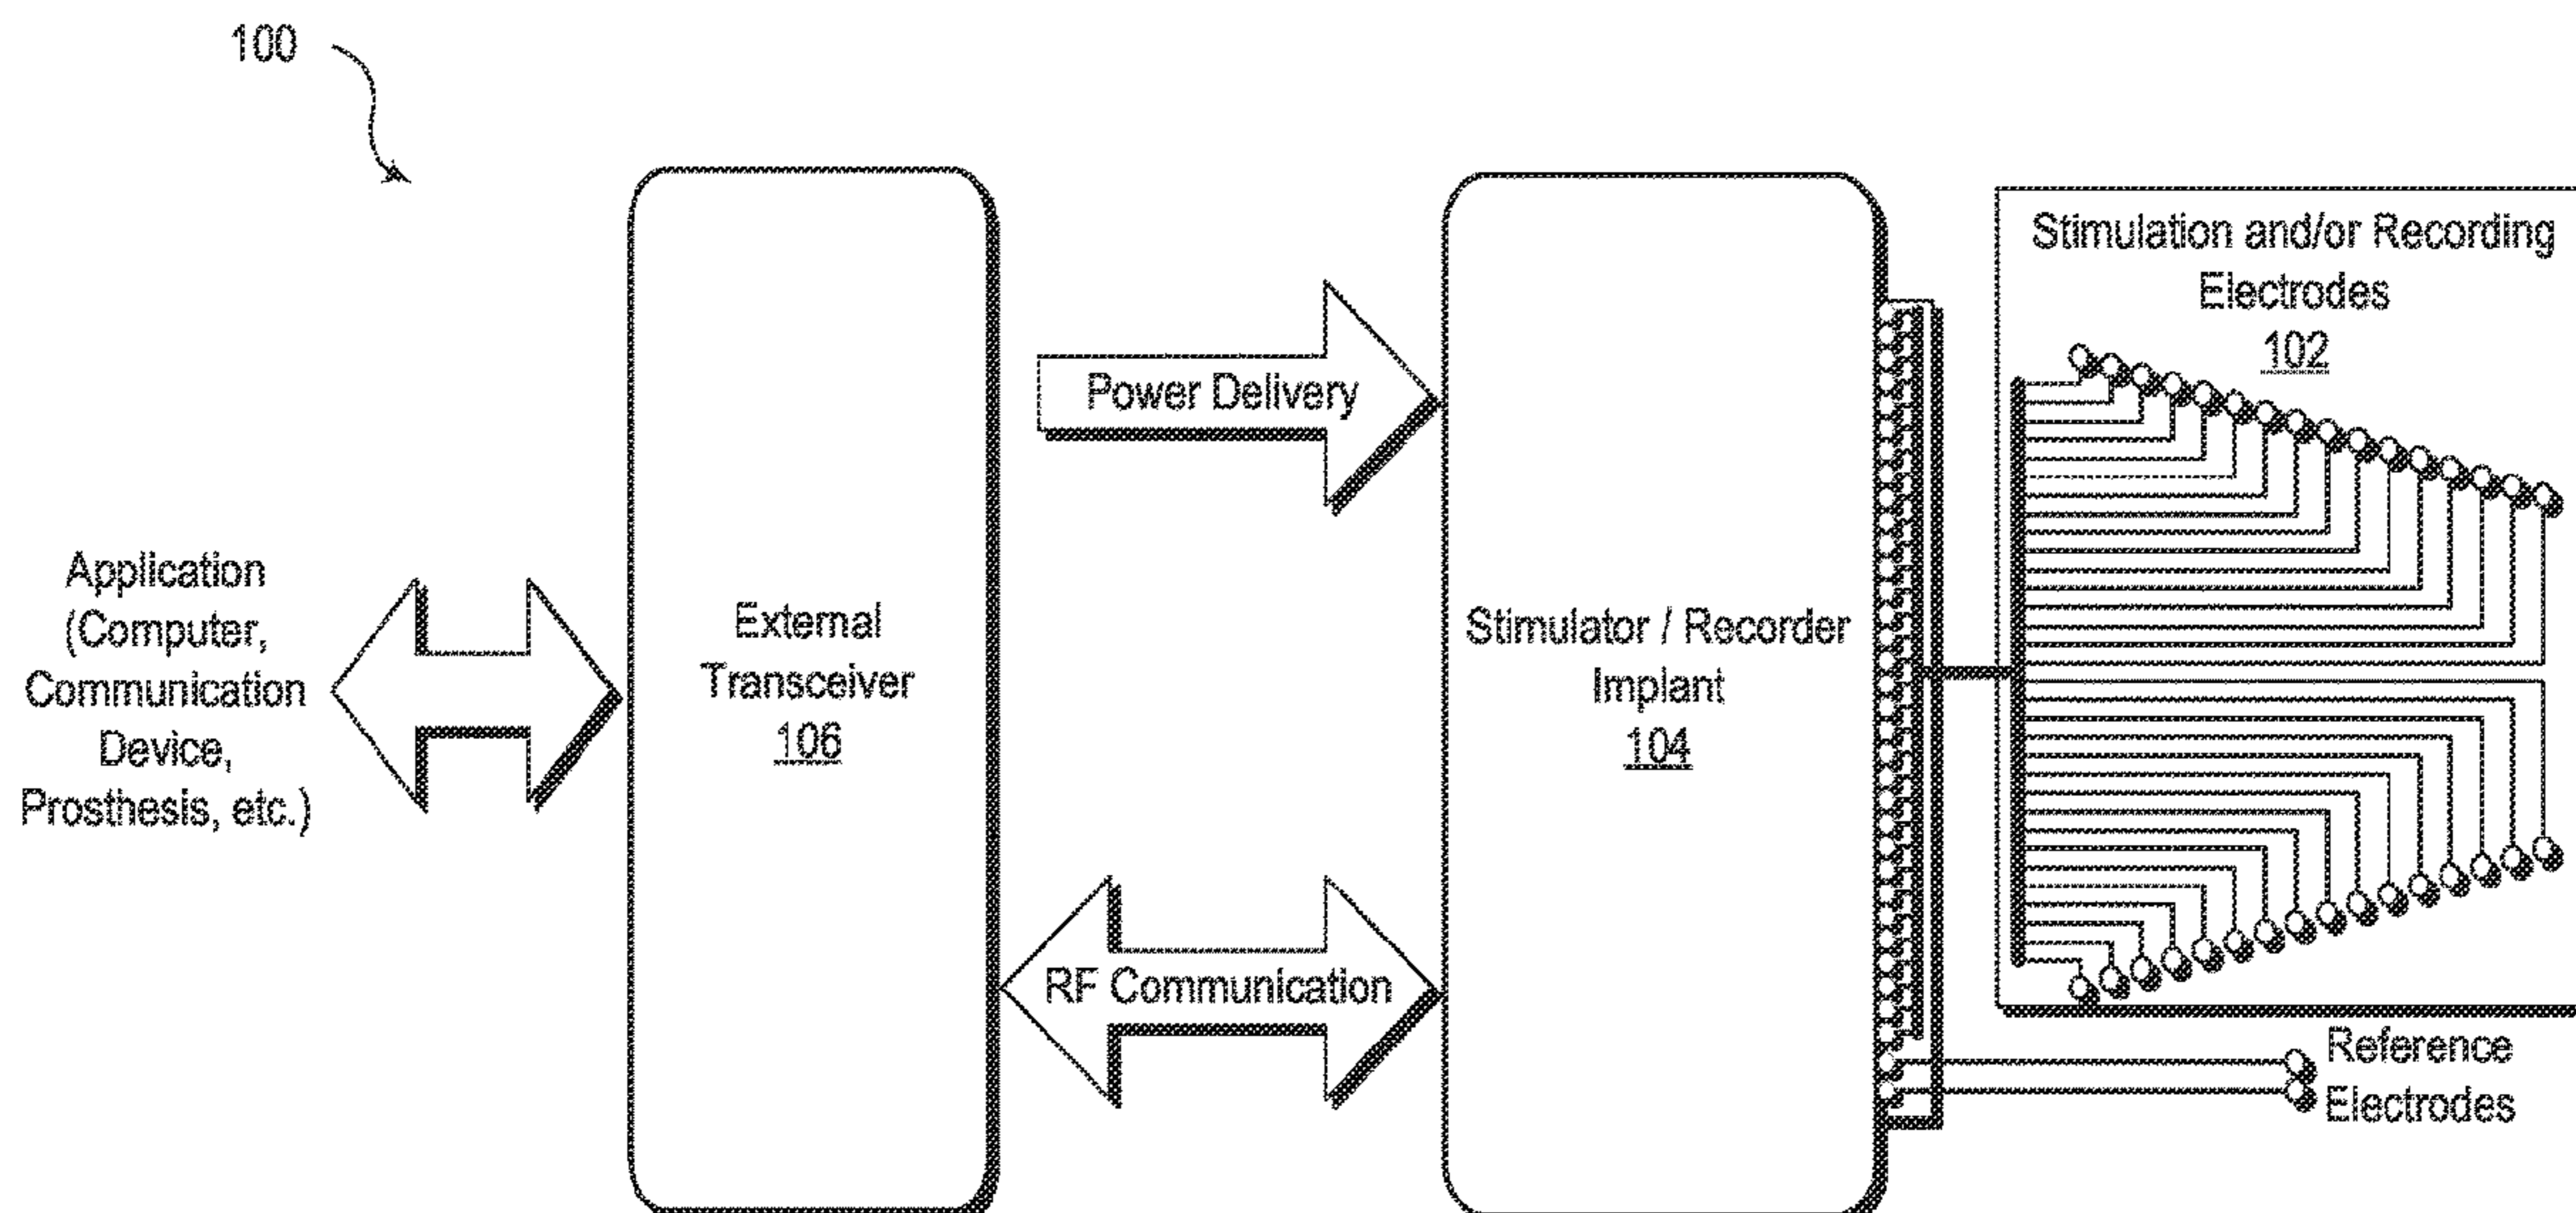 100
Application
(Computer,
Communication
Device,
Prosthesis, etc.)
External
Transceiver
106
Power Delivery
RF Communication
Stimulator / Recorder
Implant
104
Stimulation and/or Recording
Electrodes
102
Reference
Electrodes